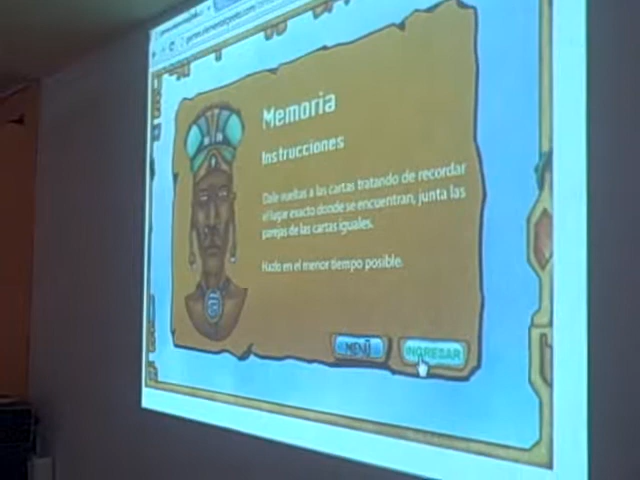 Memoria
Instrucciones
Dale vueltas a las cartas tratando de recordar
el lugar exacto donde se encuentran, junta las
parejas de las cartas iguales.
Hazlo en el menor tiempo posible.
MENÚ
INGRESAR